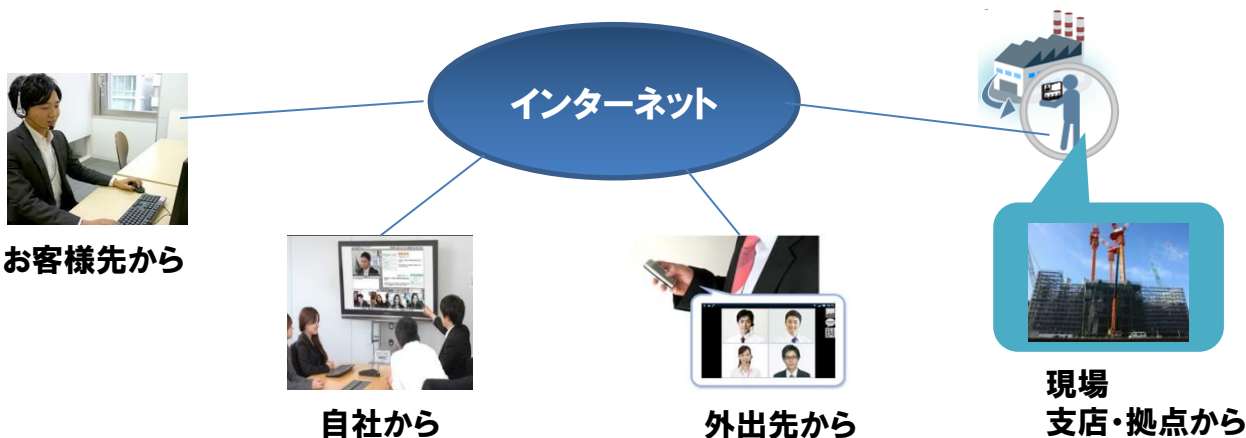 インターネット
お客様先から
自社から
外出先から
現場
支店・拠点から